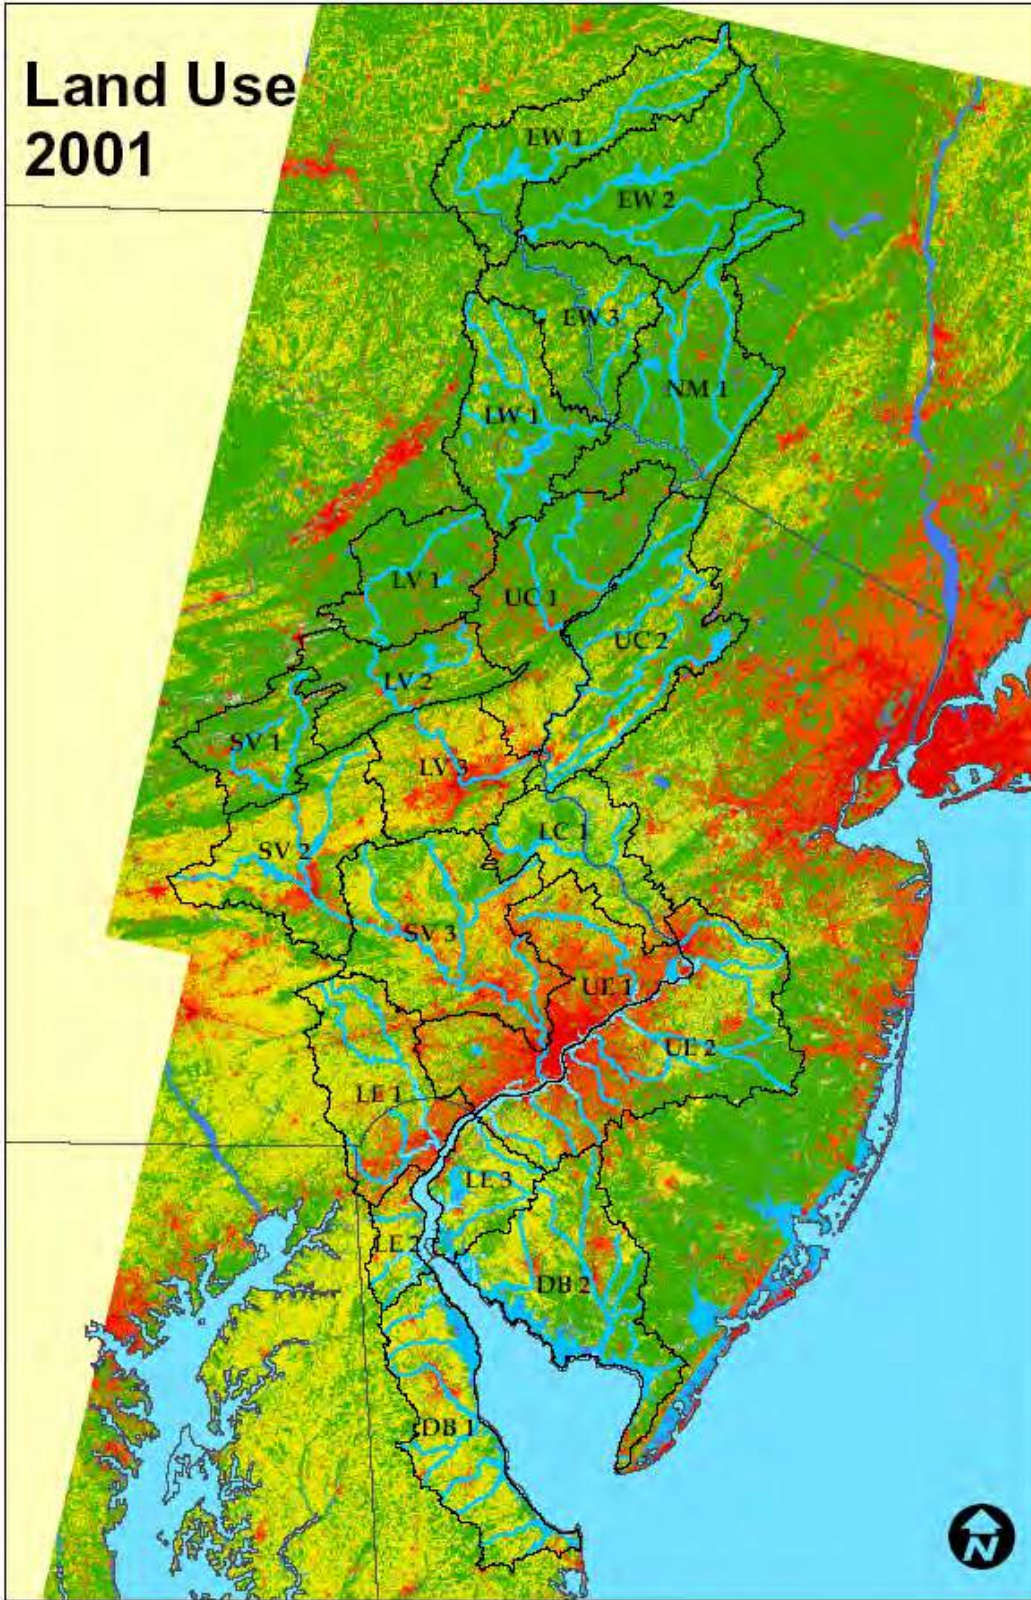 Land Use
2001
EW 1
EW 2
EW 3
NM 1
LW 1
LV 1
UC 1
UC 2
LV 2
SV 1
LV 3
LC 1
SV 2
SV 3
UE 1
UE 2
LE 1
LE 3
LE 2
DB 2
DB 1
N